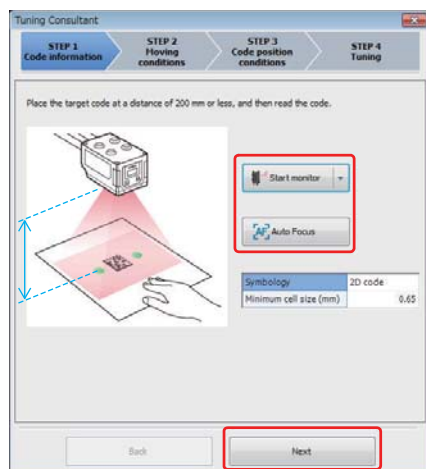 Tuning Consultant
STEP 1
Code information
STEP 2
Moving
conditions
STEP 3
Code position
conditions
STEP 4
Tuning
Place the target code at a distance of 200 mm or less, and then read the code.
Start monitor
AF Auto Focus
Symbology 2D code
Minimum cell size (mm) 0.65
Back Next